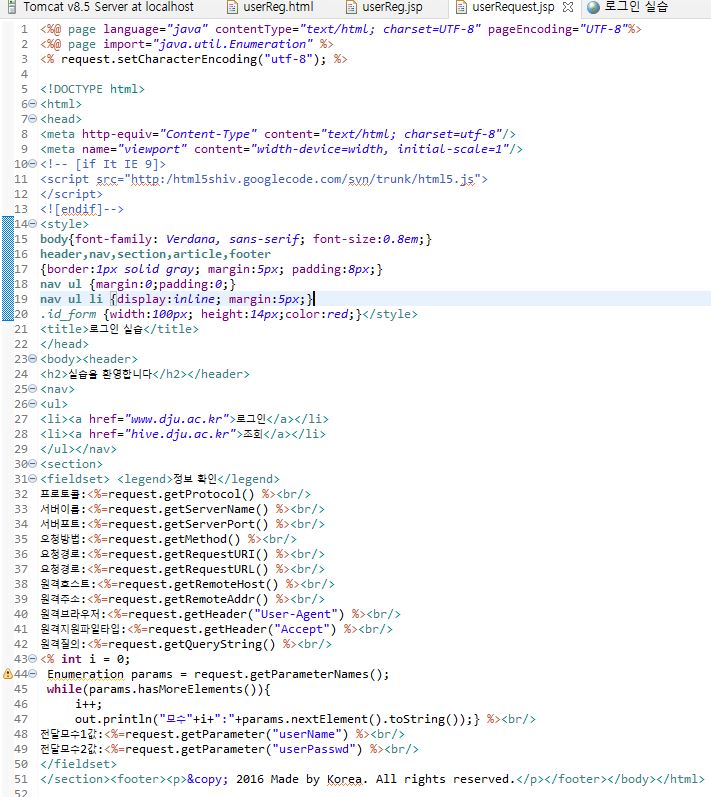 Tomcat v8.5 Server at localhost userReg.html userReg.jsp userRequest.jsp 로그인 실습
1 <%@ page language="java" contentType="text/html; charset=UTF-8" pageEncoding="UTF-8"%>
2 <%@ page import="java.util.Enumeration" %>
3 <% request.setCharacterEncoding("utf-8"); %>
4
5 <!DOCTYPE html>
6 <html>
7 <head>
8 <meta http-equiv="Content-Type" content="text/html; charset=utf-8"/>
9 <meta name="viewport" content="width-device=width, initial-scale=1"/>
10 <!-- [if It IE 9]>
11 <script src="http:/html5shiv.googlecode.com/svn/trunk/html5.js">
12 </script>
13 <![endif]-->
14 <style>
15 body{font-family: Verdana, sans-serif; font-size:0.8em;}
16 header,nav,section,article,footer
17 {border:1px solid gray; margin:5px; padding:8px;}
18 nav ul {margin:0;padding:0;}
19 nav ul li {display:inline; margin:5px;}
20 .id_form {width:100px; height:14px;color:red;}</style>
21 <title>로그인 실습</title>
22 </head>
23 <body><header>
24 <h2>실습을 환영합니다</h2></header>
25 <nav>
26 <ul>
27 <li><a href="www.dju.ac.kr">로그인</a></li>
28 <li><a href="hive.dju.ac.kr">조회</a></li>
29 </ul></nav>
30 <section>
31 <fieldset> <legend>정보 확인</legend>
32 프로토콜:<%=request.getProtocol() %><br/>
33 서버이름:<%=request.getServerName() %><br/>
34 서버포트:<%=request.getServerPort() %><br/>
35 요청방법:<%=request.getMethod() %><br/>
36 요청경로:<%=request.getRequestURI() %><br/>
37 요청경로:<%=request.getRequestURL() %><br/>
38 원격호스트:<%=request.getRemoteHost() %><br/>
39 원격주소:<%=request.getRemoteAddr() %><br/>
40 원격브라우저:<%=request.getHeader("User-Agent") %><br/>
41 원격지원파일타입:<%=request.getHeader("Accept") %><br/>
42 원격질의:<%=request.getQueryString() %><br/>
43 <% int i = 0;
44 Enumeration params = request.getParameterNames();
45 while(params.hasMoreElements()){
46 i++;
47 out.println("모수"+i+":"+params.nextElement().toString());} %><br/>
48 전달모수1값:<%=request.getParameter("userName") %><br/>
49 전달모수2값:<%=request.getParameter("userPasswd") %><br/>
50 </fieldset>
51 </section><footer><p>&copy; 2016 Made by Korea. All rights reserved.</p></footer></body></html>
52